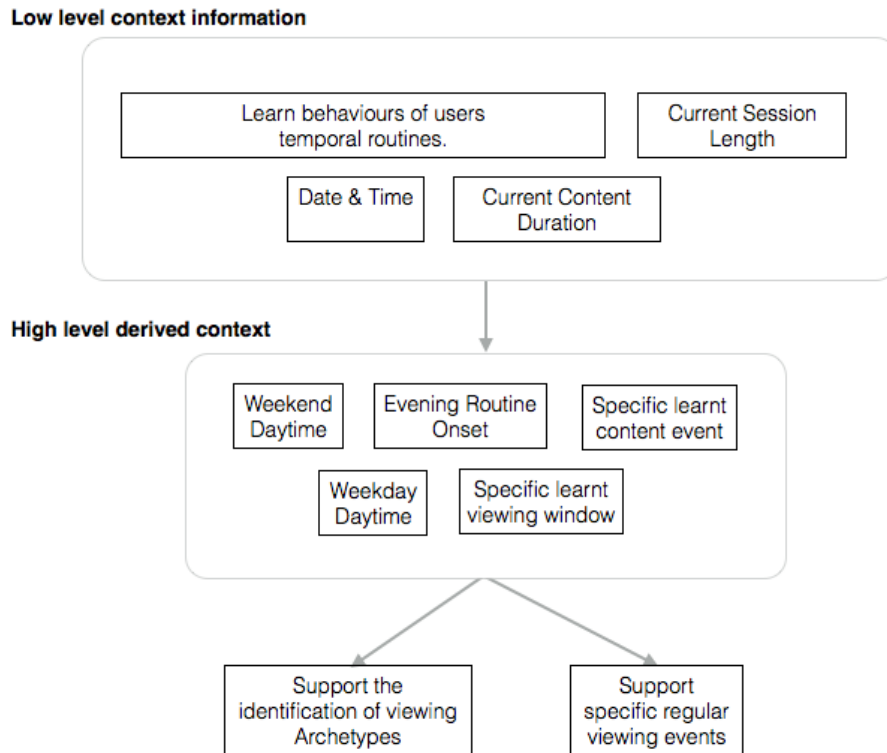 Low level context information
Learn behaviours of users
temporal routines.
Current Session
Length
Date & Time
Current Content
Duration
High level derived context
Weekend
Daytime
Evening Routine
Onset
Specific learnt
content event
Weekday
Daytime
Specific learnt
viewing window
Support the
identification of viewing
Archetypes
Support
specific regular
viewing events